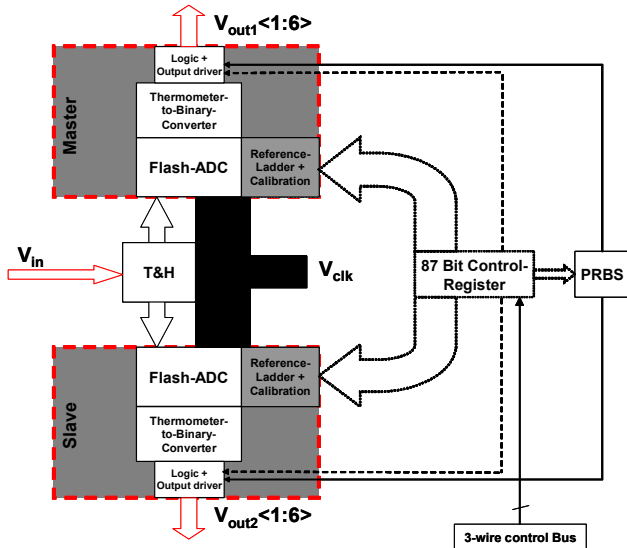 Vout1<1:6>
Logic +
Output driver
Thermometer-
to-Binary-
Converter
Master
Flash-ADC
Reference-
Ladder +
Calibration
Vin
T&H
Vclk
87 Bit Control-
Register
PRBS
Flash-ADC
Reference-
Ladder +
Calibration
Slave
Thermometer-
to-Binary-
Converter
Logic +
Output driver
Vout2<1:6>
3-wire control Bus